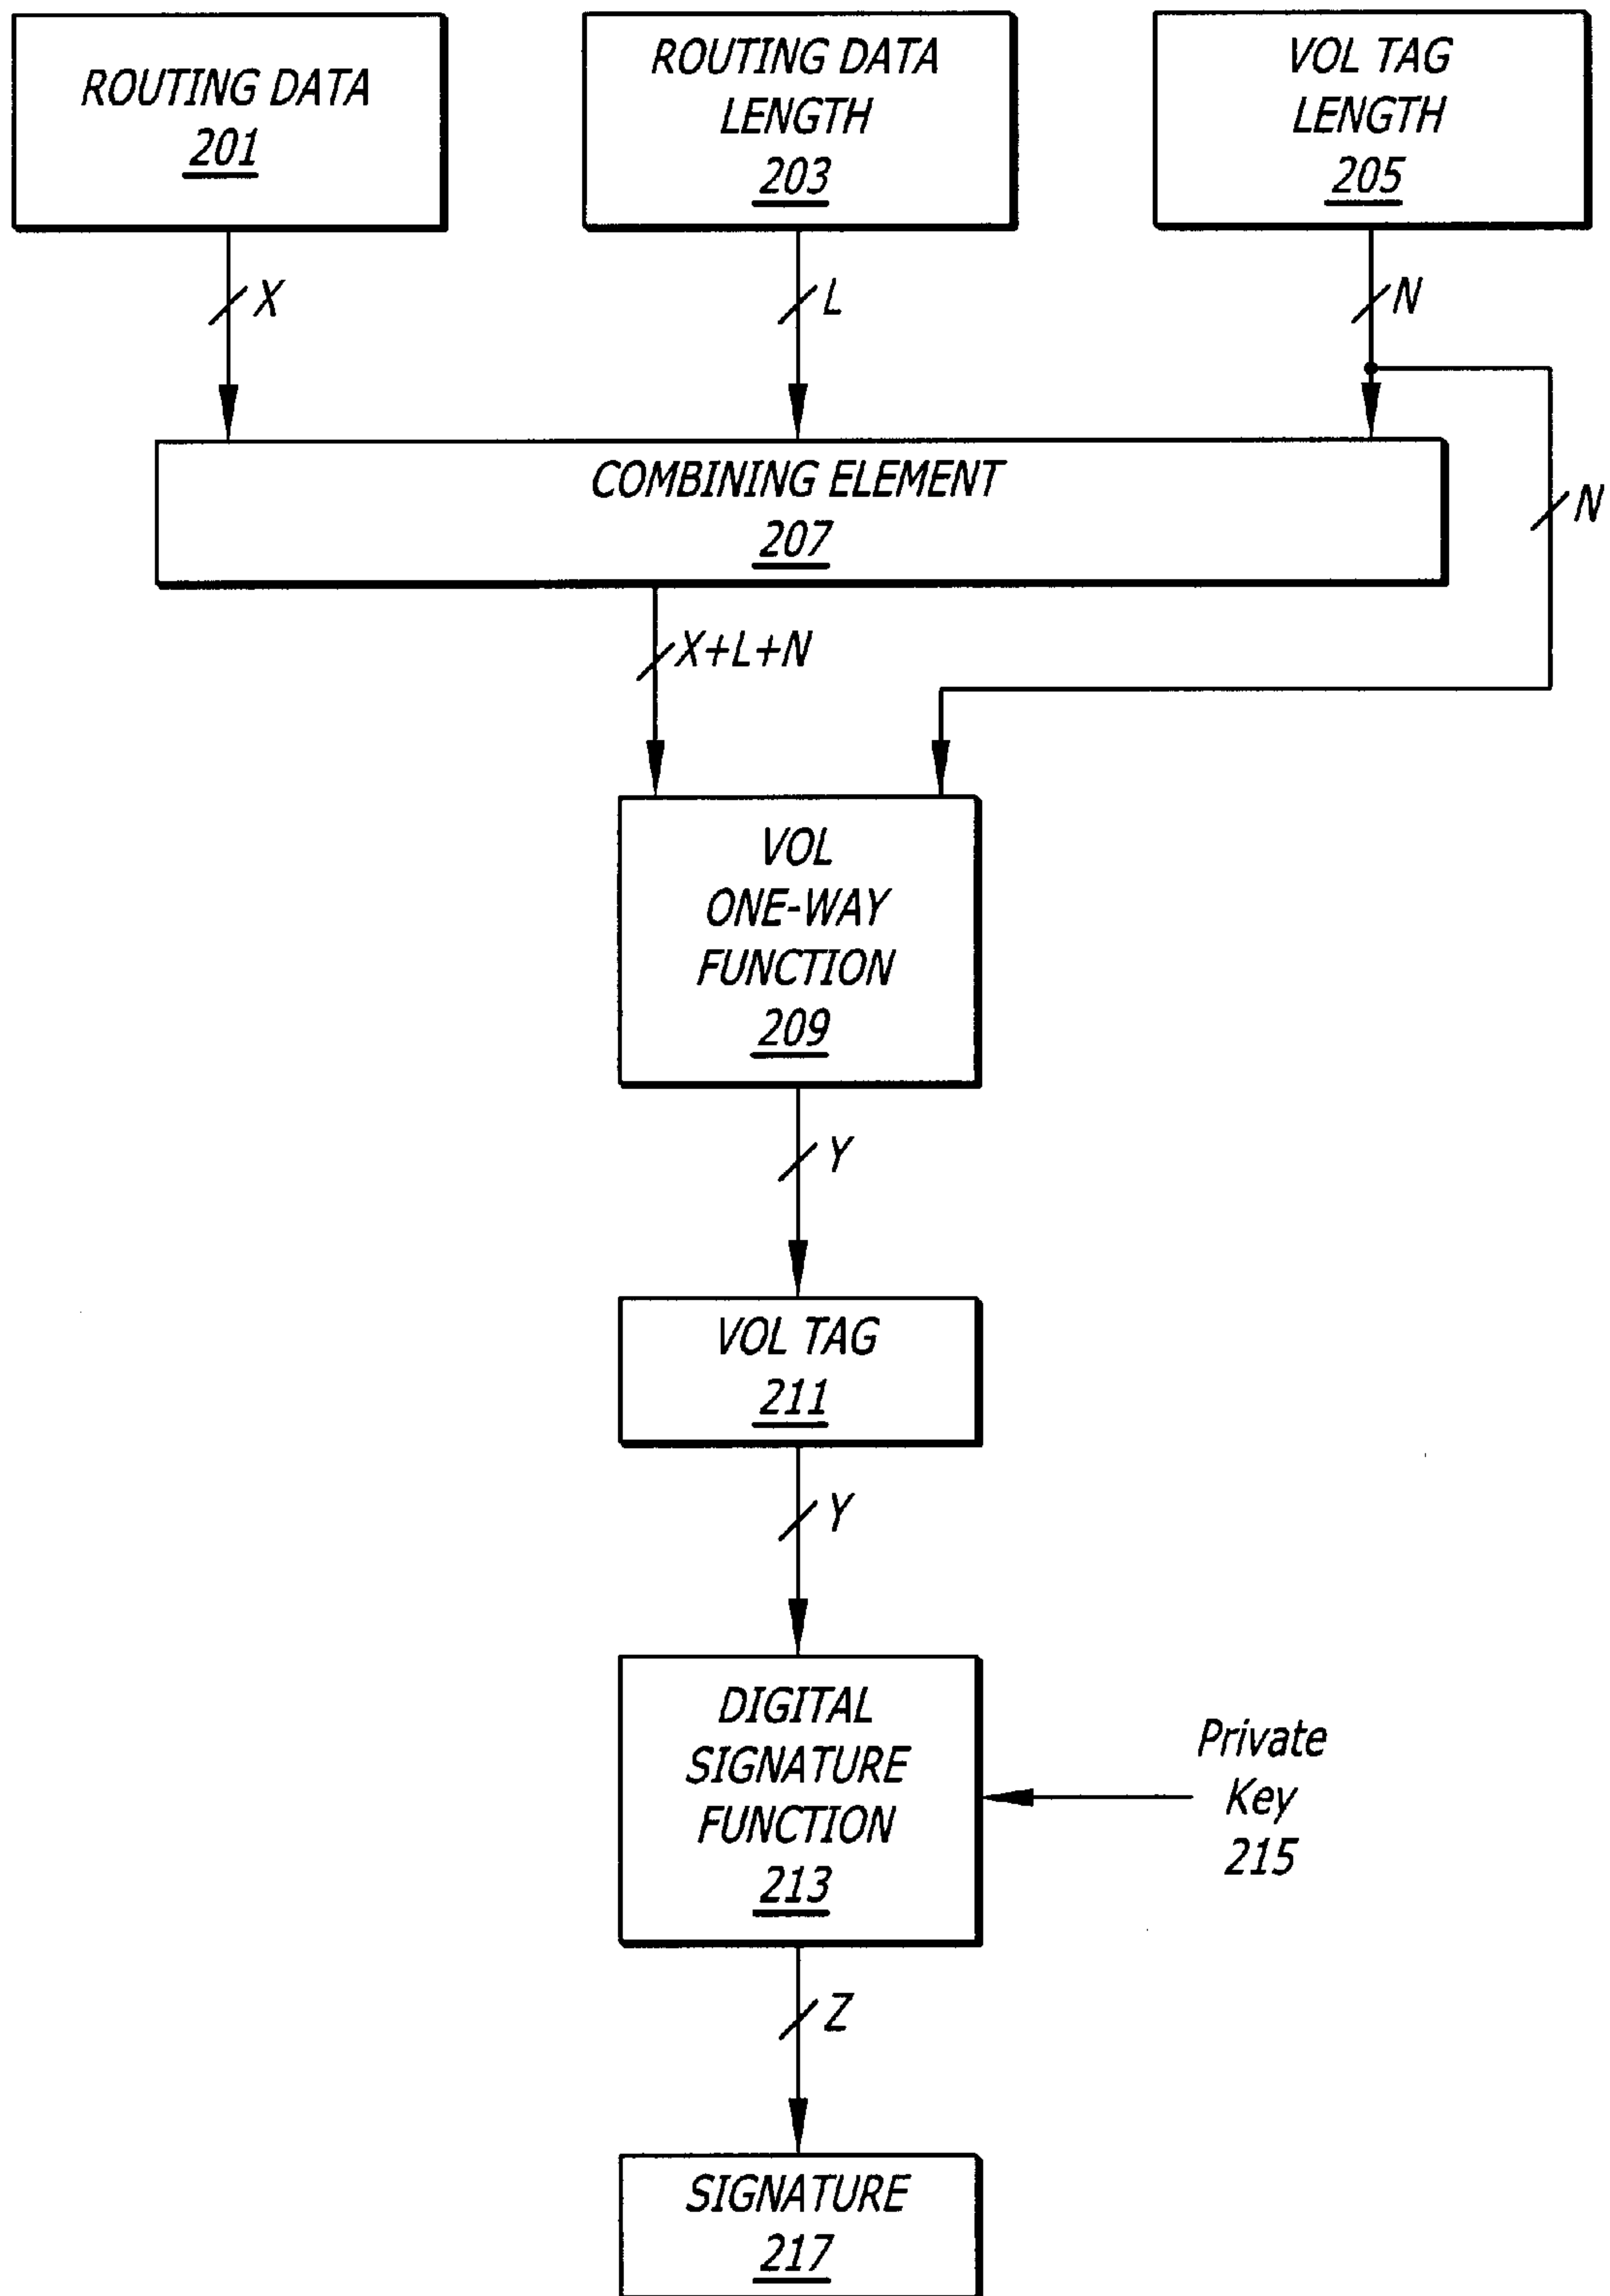 ROUTING DATA
201
ROUTING DATA
LENGTH
203
VOL TAG
LENGTH
205
X
L
N
COMBINING ELEMENT
207
N
X+L+N
VOL
ONE-WAY
FUNCTION
209
Y
VOL TAG
211
Y
DIGITAL
SIGNATURE
FUNCTION
213
Private
Key
215
Z
SIGNATURE
217